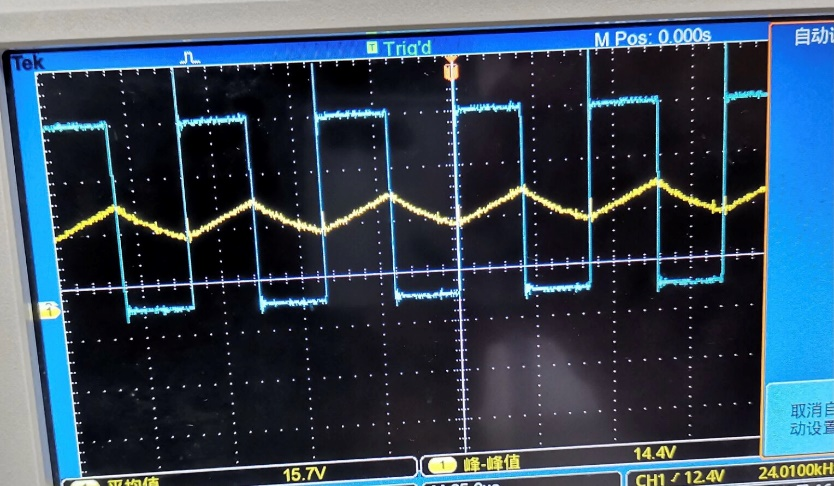 Tek
T Trig'd
M Pos: 0.000s
自动设
T
1
取消自
动设置
平均值
15.7V
1 峰-峰值
14.4V
CH1 / 12.4V
24.0100kHz